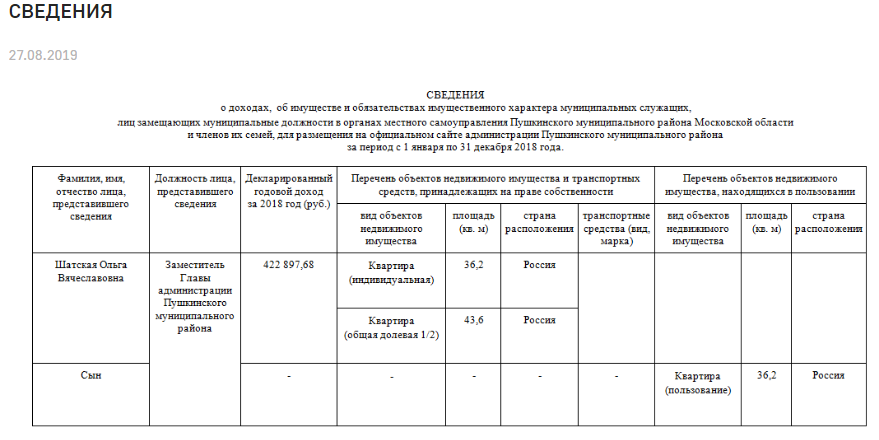 СВЕДЕНИЯ
27.08.2019
СВЕДЕНИЯ
о доходах, об имуществе и обязательствах имущественного характера муниципальных служащих,
лиц замещающих муниципальные должности в органах местного самоуправления Пушкинского муниципального района Московской области
и членов их семей, для размещения на официальном сайте администрации Пушкинского муниципального района
за период с 1 января по 31 декабря 2018 года.
Фамилия, имя,
отчество лица,
представившего
сведения
Должность лица,
представившего
сведения
Декларированный
годовой доход
за 2018 год (руб.)
Перечень объектов недвижимого имущества и транспортных
средств, принадлежащих на праве собственности
Перечень объектов недвижимого
имущества, находящихся в пользовании
вид объектов
недвижимого
имущества
площадь
(кв. м)
страна
расположения
транспортные
средства (вид,
марка)
вид объектов
недвижимого
имущества
площадь
(кв. м)
страна
расположения
Шатская Ольга
Вячеславовна
Заместитель
Главы
администрации
Пушкинского
муниципального
района
422 897,68
Квартира
(индивидуальная)
36,2
Россия
Квартира
(общая долевая 1/2)
43,6
Россия
Сын
-
-
-
-
-
Квартира
(пользование)
36,2
Россия